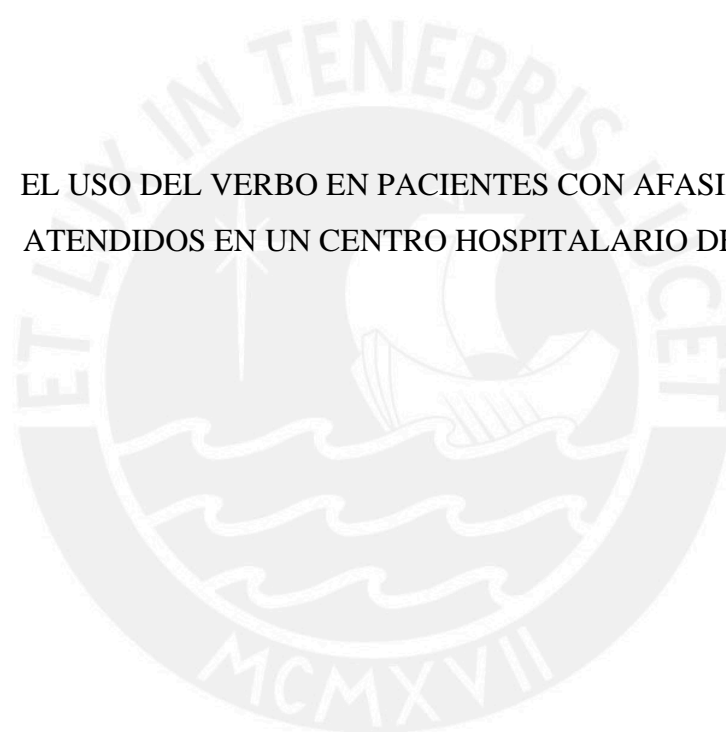 ET LUX IN TENEBRIS LUCET
EL USO DEL VERBO EN PACIENTES CON AFASI
ATENDIDOS EN UN CENTRO HOSPITALARIO DE
MCMXVII